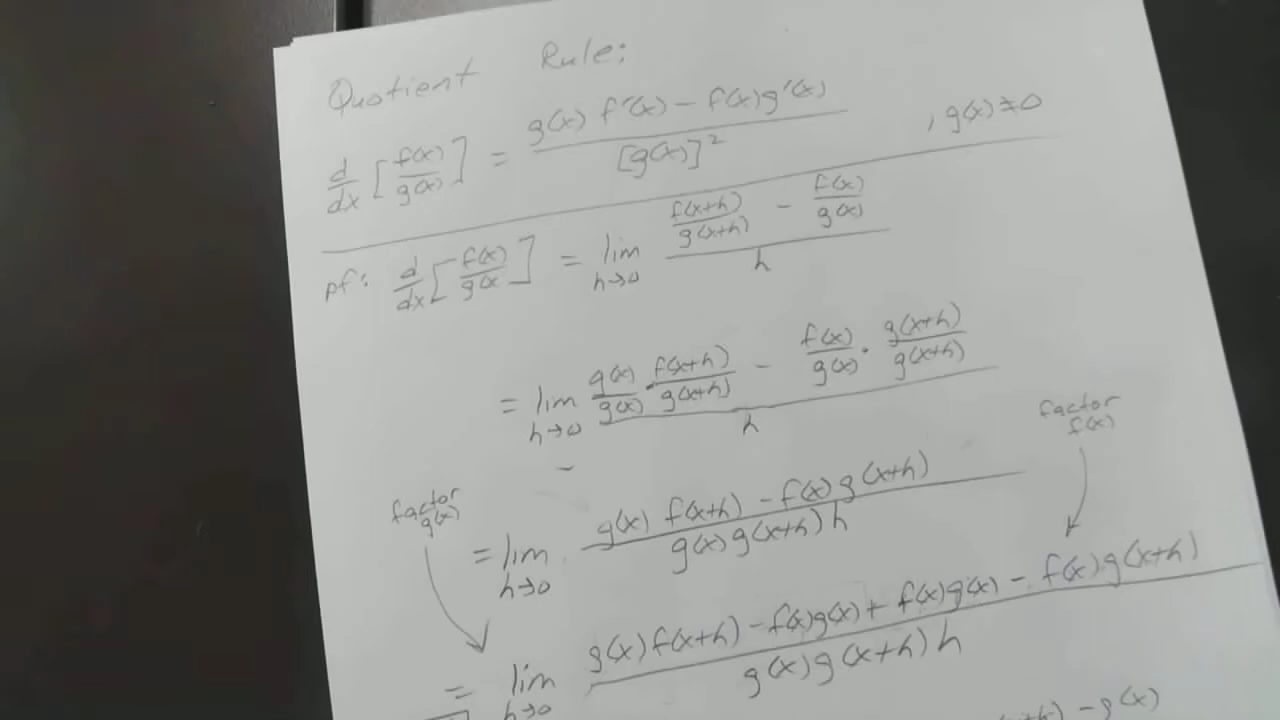 Quotient Rule:
d/dx [f(x)/g(x)] = (g(x) f'(x) - f(x)g'(x))/[g(x)]² , g(x)≠0
pf: d/dx [f(x)/g(x] = lim h→0 (f(x+h)/g(x+h) - f(x)/g(x))/h
= lim h→0 (g(x)/g(x) · f(x+h)/g(x+h) - f(x)/g(x) · g(x+h)/g(x+h))/h
factor f(x)
factor g(x)
= lim h→0 (g(x) f(x+h) - f(x) g(x+h))/(g(x) g(x+h) h)
= lim h→0 (g(x) f(x+h) - f(x)g(x) + f(x)g(x) - f(x)g(x+h))/(g(x) g(x+h) h)
- g(x)